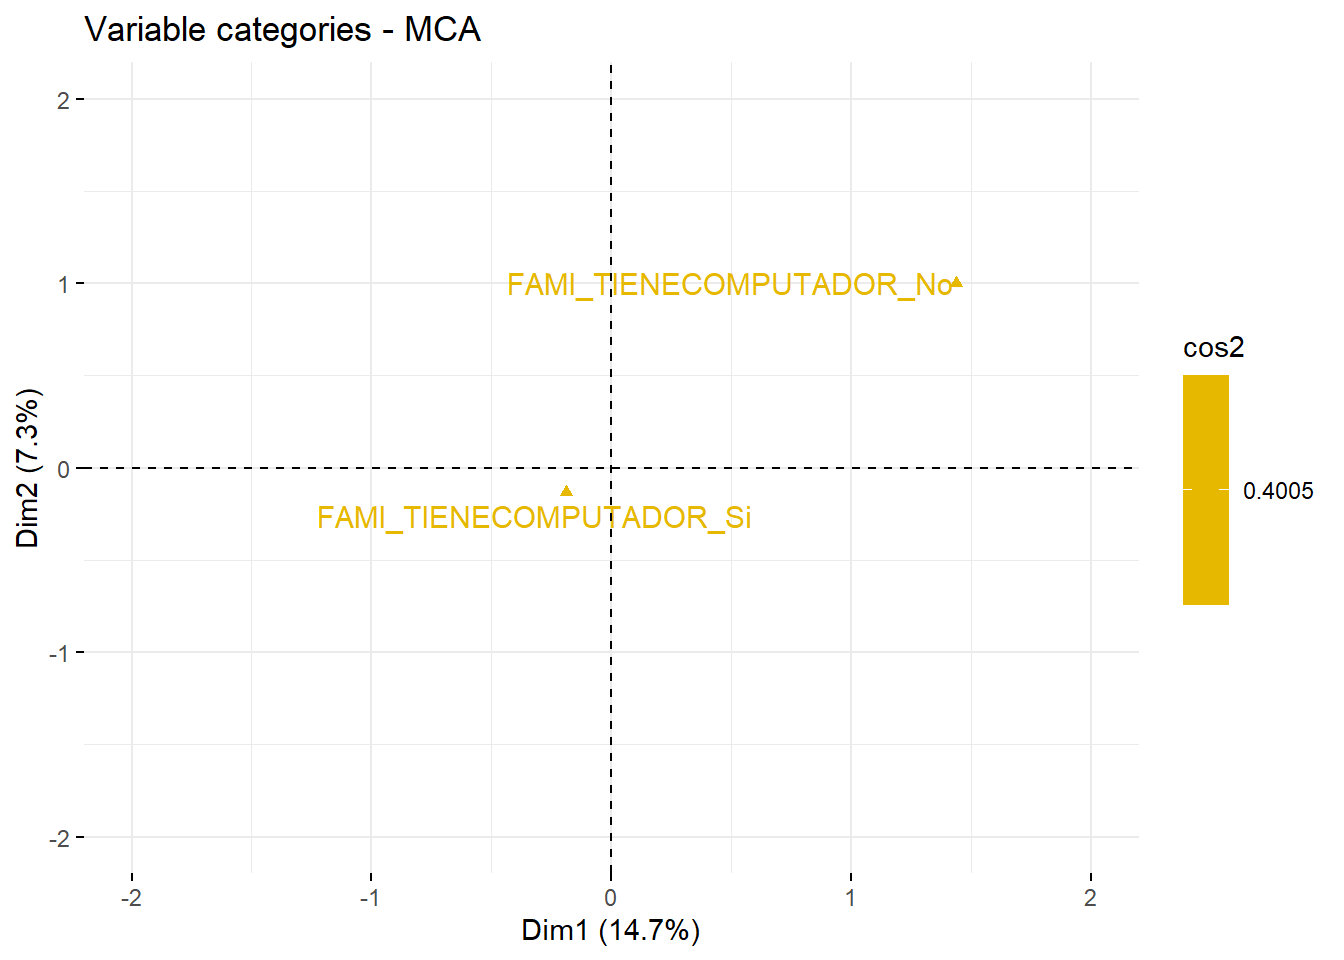 Variable categories - MCA
2
1
0
-1
-2
Dim2 (7.3%)
FAMI_TIENECOMPUTADOR_No
FAMI_TIENECOMPUTADOR_Si
-2
-1
0
1
2
Dim1 (14.7%)
cos2
0.4005